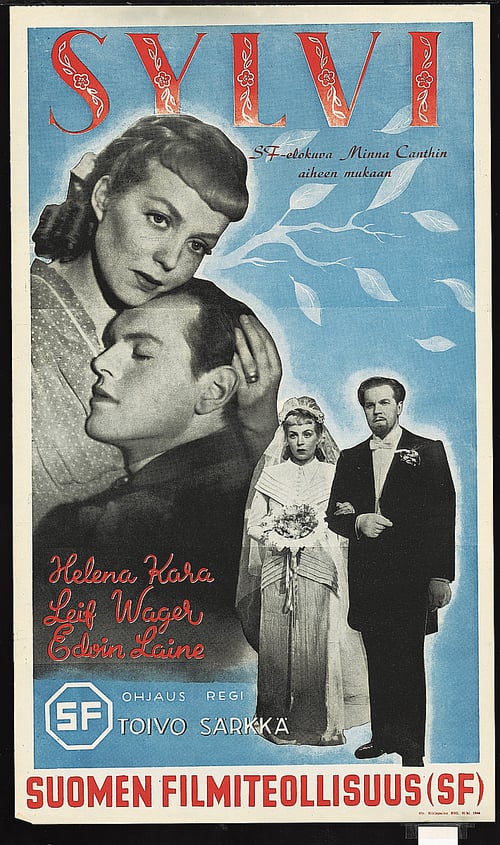 SYLVI
SF-elokuva Minna Canthin
aiheen mukaan
Helena Kara
Leif Wager
Edvin Laine
SF
OHJAUS REGI
TOIVO SÄRKKÄ
SUOMEN FILMITEOLLISUUS (SF)